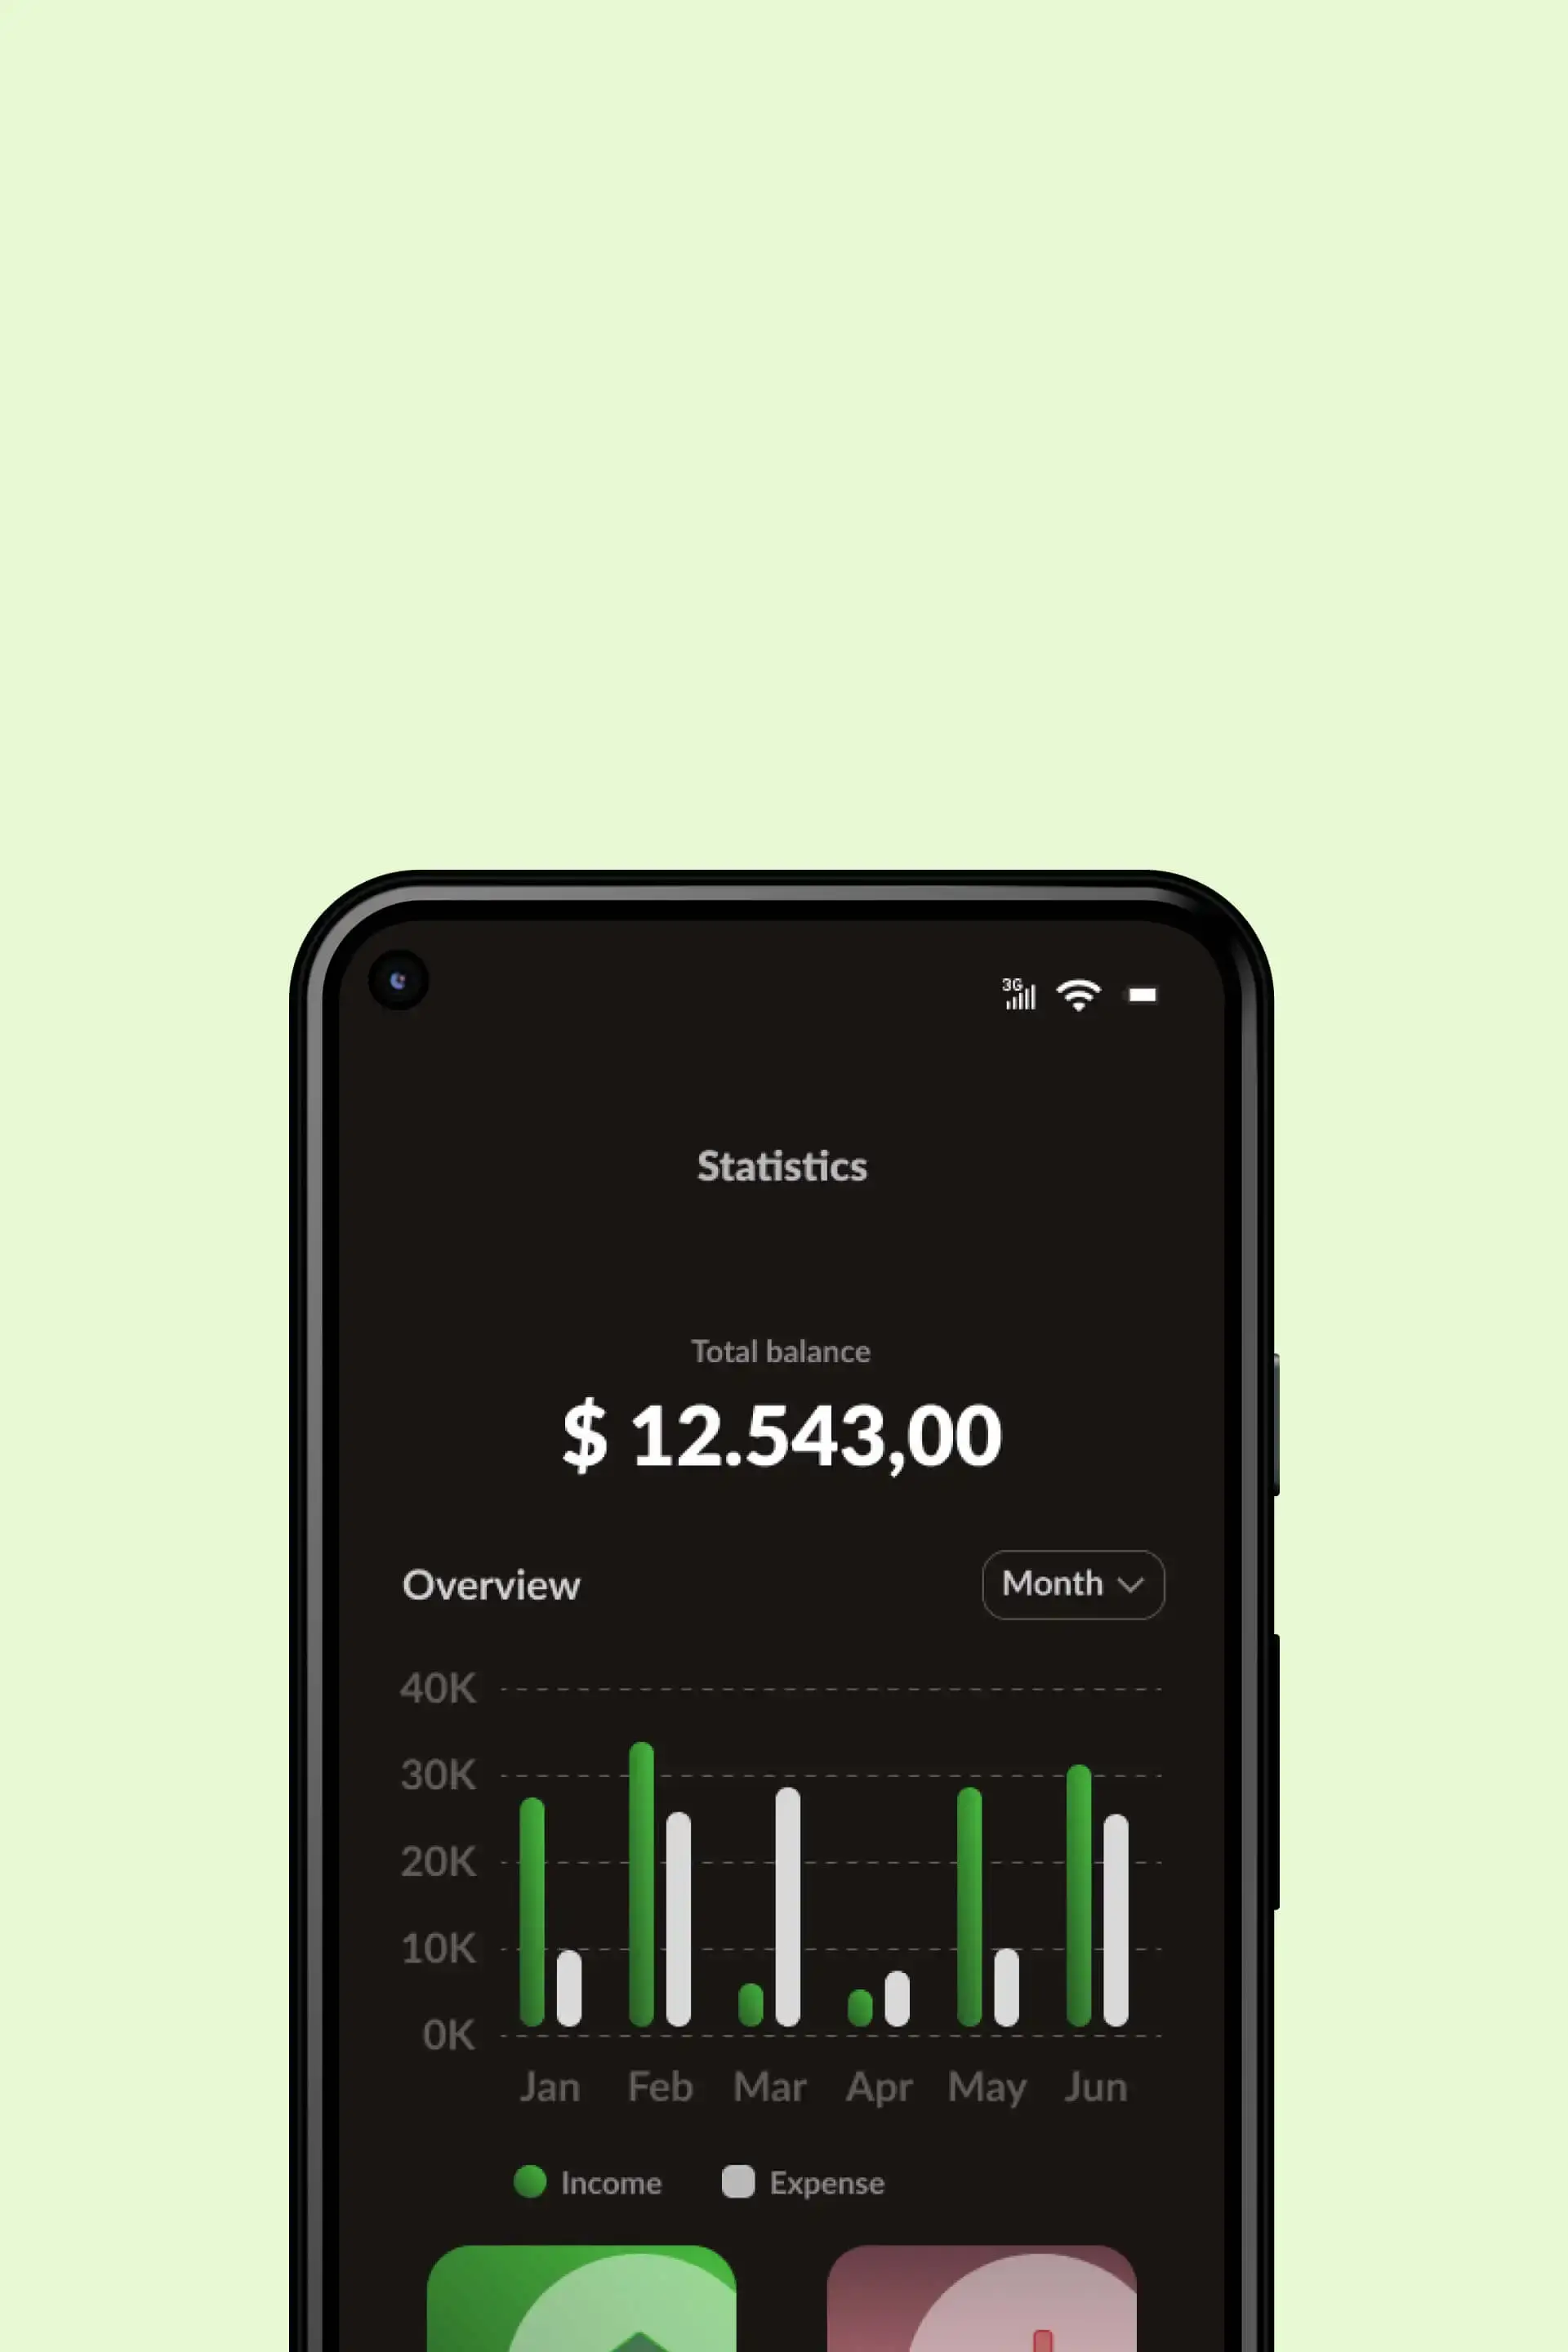 3G
Statistics
Total balance
$ 12.543,00
Overview
Month
40K
30K
20K
10K
0K
Jan Feb Mar Apr May Jun
Income Expense